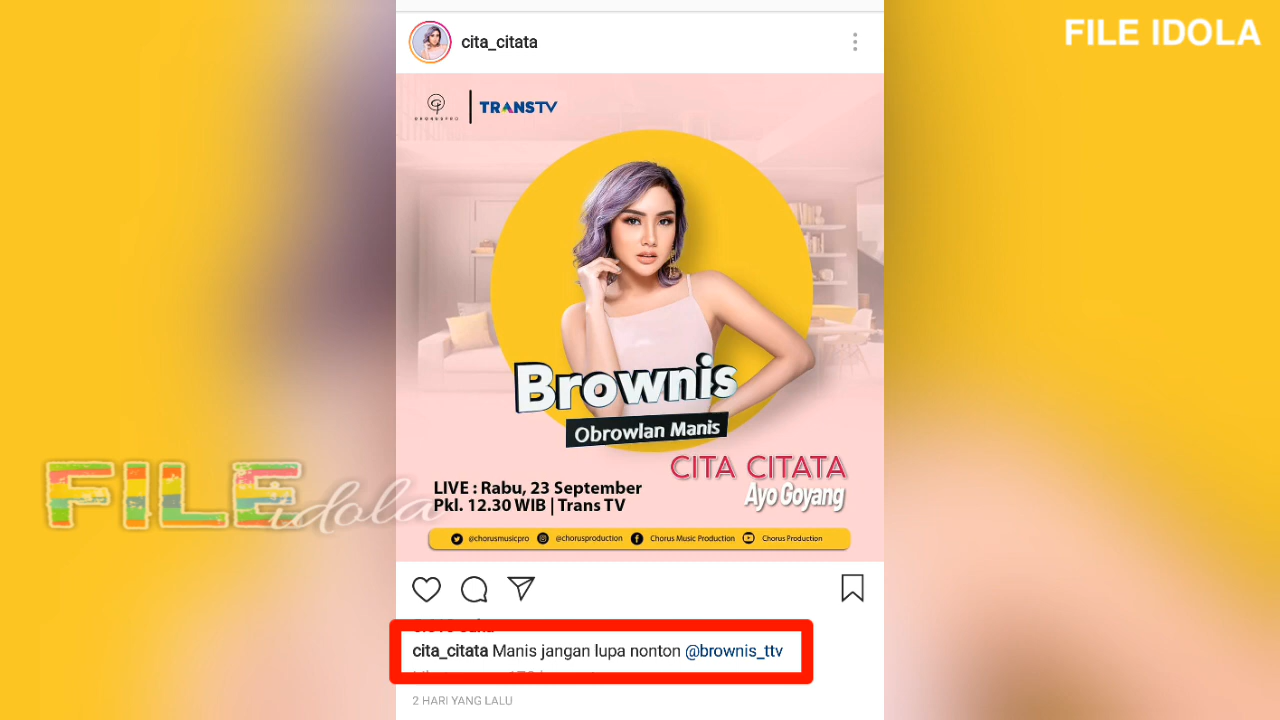 FILE IDOLA
cita_citata
TRANSTV
Brownis
Obrowlan Manis
CITA CITATA
Ayo Goyang
LIVE : Rabu, 23 September
Pkl. 12.30 WIB | Trans TV
@chorusmusicpro @chorusproduction Chorus Music Production Chorus Production
FILE idola
cita_citata Manis jangan lupa nonton @brownis_ttv
2 HARI YANG LALU